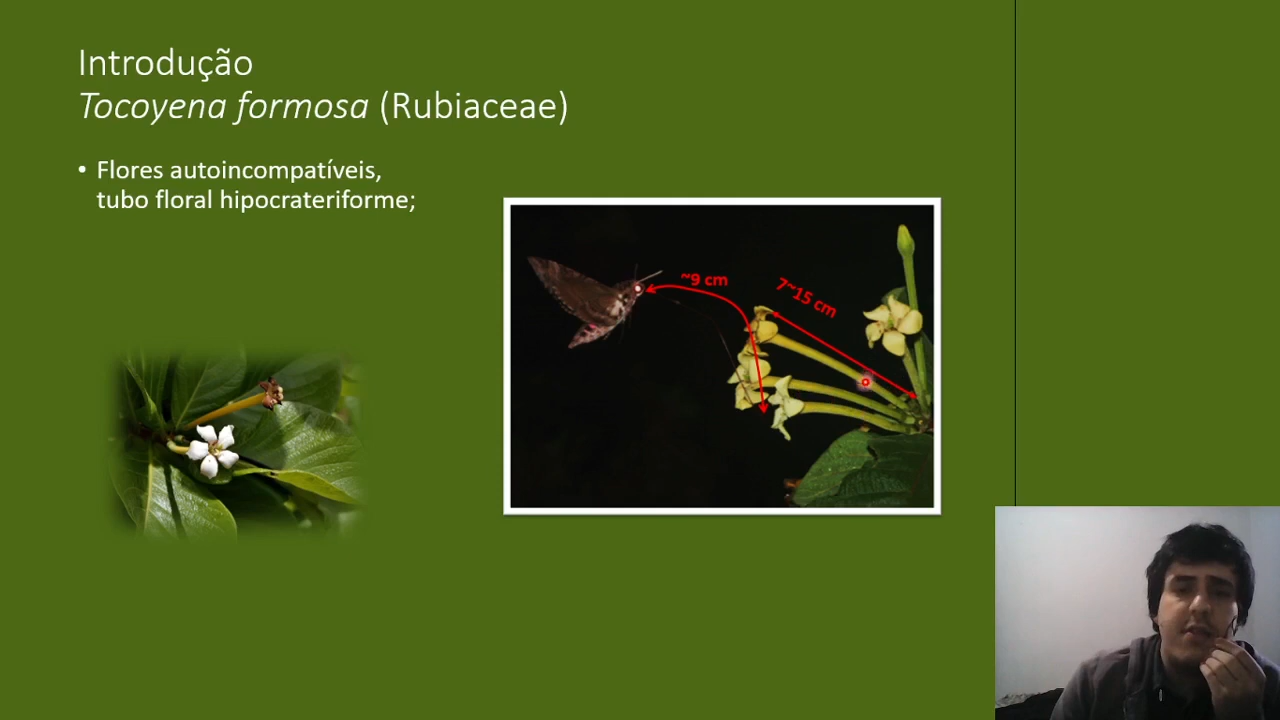 Introdução
Tocoyena formosa (Rubiaceae)
• Flores autoincompatíveis,
tubo floral hipocrateriforme;
~9 cm
7~15 cm